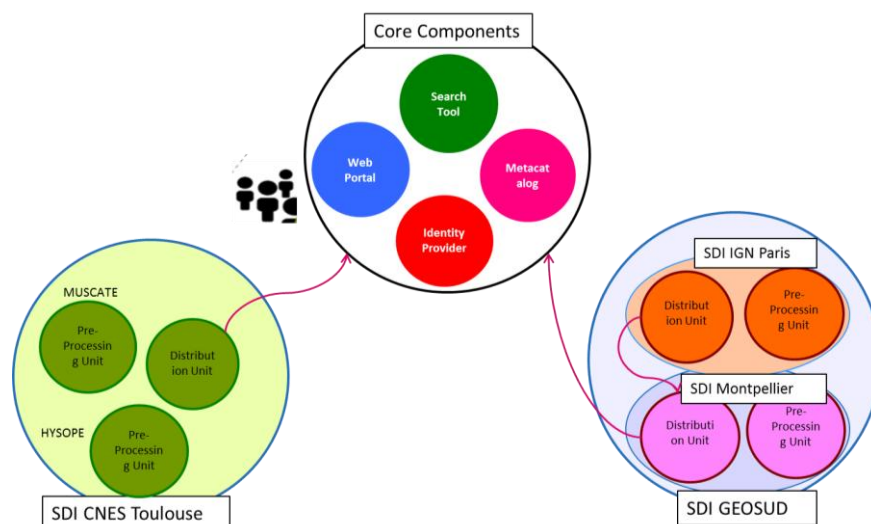 Core Components
Search
Tool
Web
Portal
Metacat
alog
Identity
Provider
MUSCATE
Pre-
Processin
g Unit
Distribut
ion Unit
HYSOPE
Pre-
Processin
g Unit
SDI CNES Toulouse
SDI IGN Paris
Distribut
ion Unit
Pre-
Processin
g Unit
SDI Montpellier
Distributi
on Unit
Pre-
Processin
g Unit
SDI GEOSUD